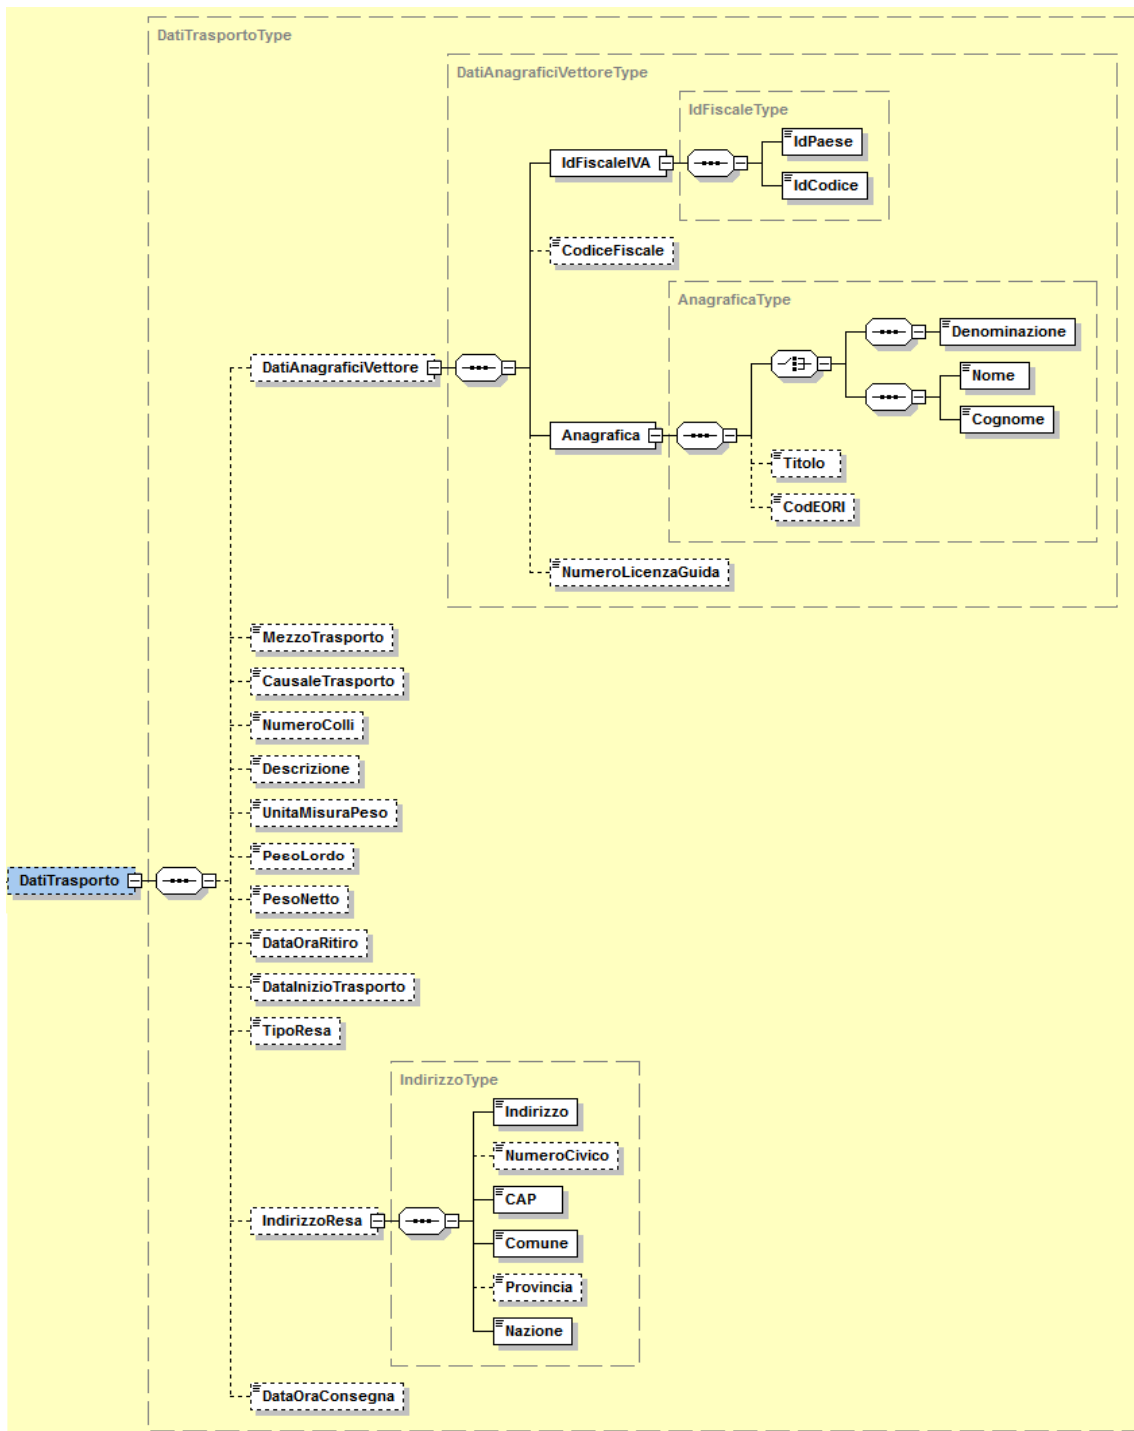 DatiTrasportoType
DatiAnagraficiVettoreType
IdFiscaleType
IdPaese
IdFiscaleIVA
IdCodice
CodiceFiscale
AnagraficaType
Denominazione
DatiAnagraficiVettore
Nome
Cognome
Anagrafica
Titolo
CodEORI
NumeroLicenzaGuida
MezzoTrasporto
CausaleTrasporto
NumeroColli
Descrizione
UnitaMisuraPeso
PesoLordo
DatiTrasporto
PesoNetto
DataOraRitiro
DataInizioTrasporto
TipoResa
IndirizzoType
Indirizzo
NumeroCivico
CAP
IndirizzoResa
Comune
Provincia
Nazione
DataOraConsegna